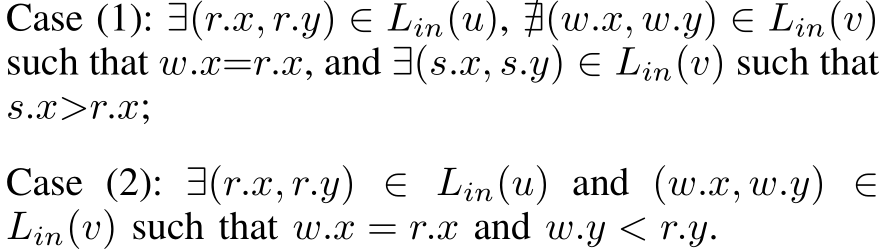 Case (1): ∃(r.x, r.y) ∈ L_in(u), ∄(w.x, w.y) ∈ L_in(v)
such that w.x=r.x, and ∃(s.x, s.y) ∈ L_in(v) such that
s.x>r.x;
Case (2): ∃(r.x, r.y) ∈ L_in(u) and (w.x, w.y) ∈
L_in(v) such that w.x = r.x and w.y < r.y.